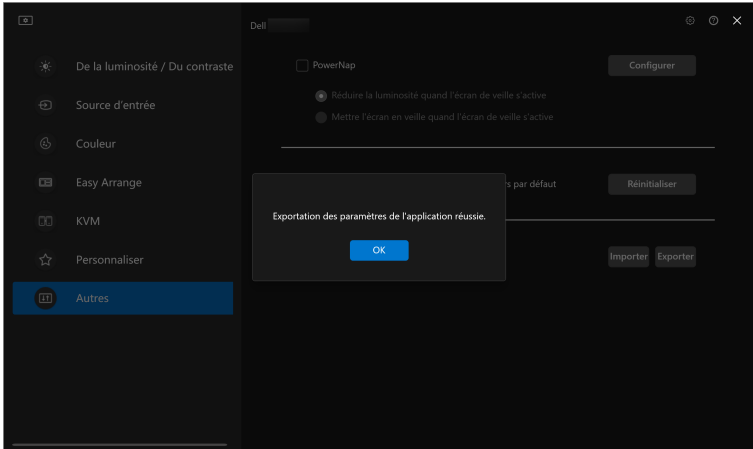 Dell
De la luminosité / Du contraste
PowerNap
Configurer
Réduire la luminosité quand l'écran de veille s'active
Source d'entrée
Mettre l'écran en veille quand l'écran de veille s'active
Couleur
Easy Arrange
s par défaut
Réinitialiser
Exportation des paramètres de l'application réussie.
KVM
OK
Personnaliser
Importer Exporter
Autres